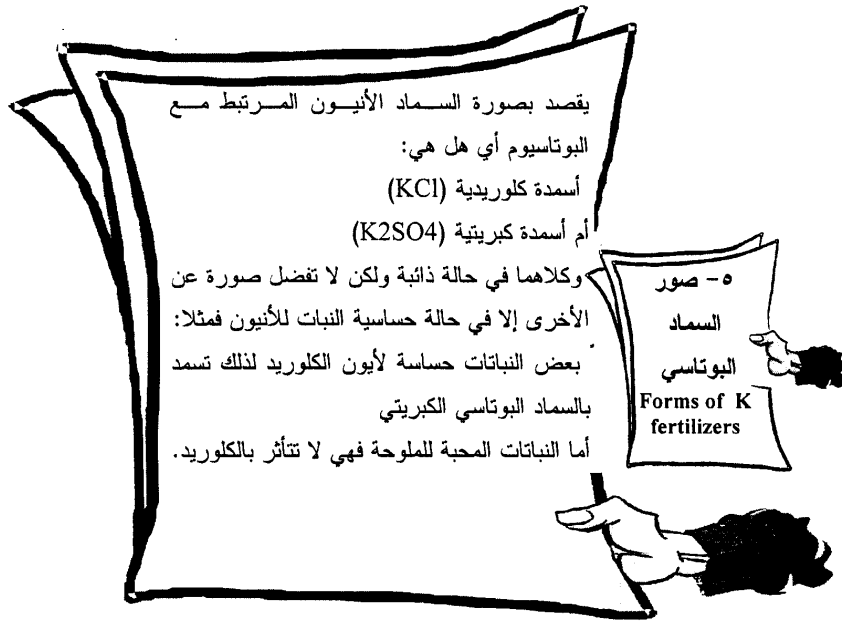 ٥- صور
السماد
البوتاسي
Forms of K
fertilizers
يقصد بصورة السماد الأنيون المرتبط مع
البوتاسيوم أي هل هي:
أسمدة كلوريدية (KCl)
أم أسمدة كبريتية (K2SO4)
وكلاهما في حالة ذائبة ولكن لا تفضل صورة عن
الأخرى إلا في حالة حساسية النبات للأنيون فمثلا:
بعض النباتات حساسة لأيون الكلوريد لذلك تسمد
بالسماد البوتاسي الكبريتي
أما النباتات المحبة للملوحة فهي لا تتأثر بالكلوريد.